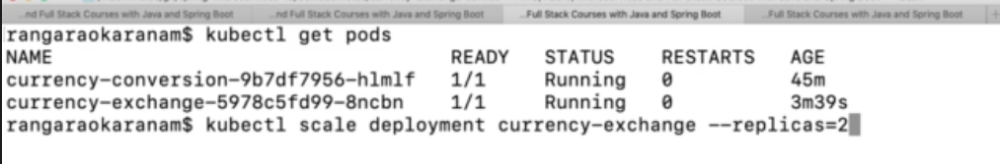 ...nd Full Stack Courses with Java and Spring Boot ...nd Full Stack Courses with Java and Spring Boot ...Full Stack Courses with Java and Spring Boot ...Full Stack Courses with Java and Spring Boot +
rangaraokaranam$ kubectl get pods
NAME READY STATUS RESTARTS AGE
currency-conversion-9b7df7956-hlmlf 1/1 Running 0 45m
currency-exchange-5978c5fd99-8ncbn 1/1 Running 0 3m39s
rangaraokaranam$ kubectl scale deployment currency-exchange --replicas=2